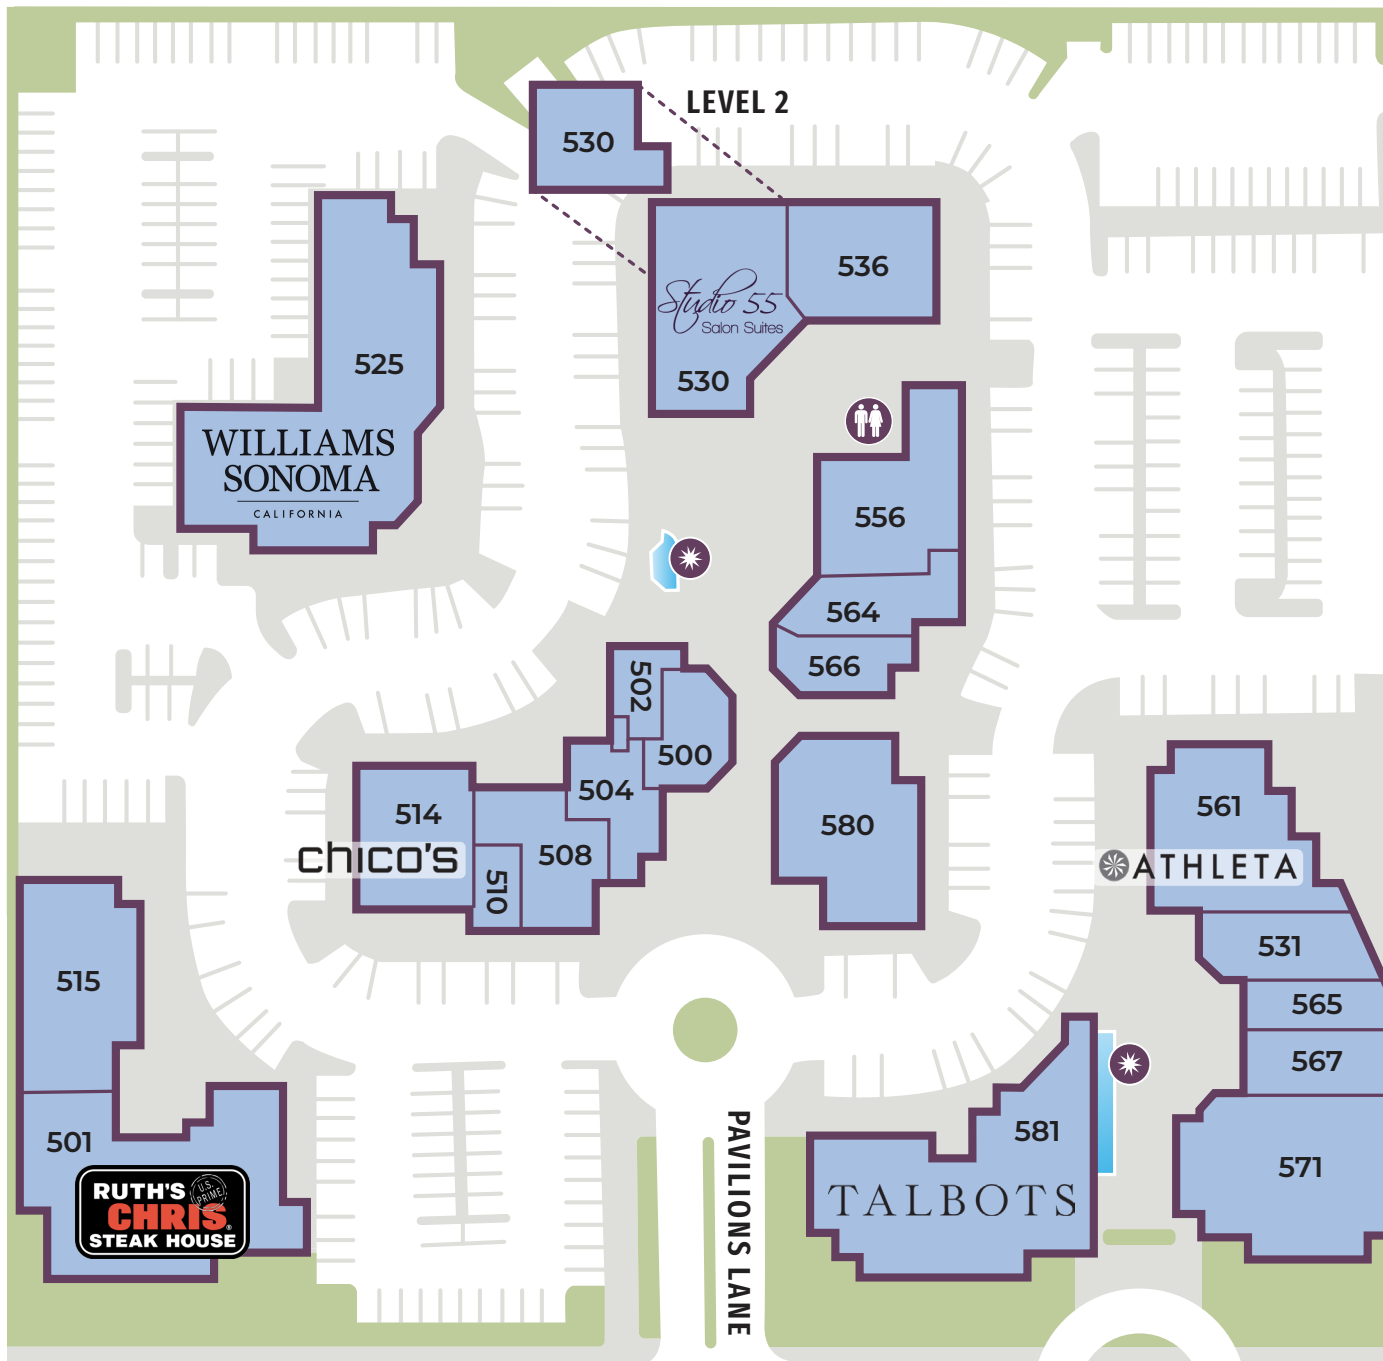 LEVEL 2
530
536
Studio 55
Salon Suites
530
525
WILLIAMS
SONOMA
CALIFORNIA
556
564
566
502
500
504
514
chico's
508
510
580
561
ATHLETA
531
565
567
571
515
501
RUTH'S
U.S.
PRIME
CHRIS®
STEAK HOUSE
PAVILIONS LANE
581
TALBOTS